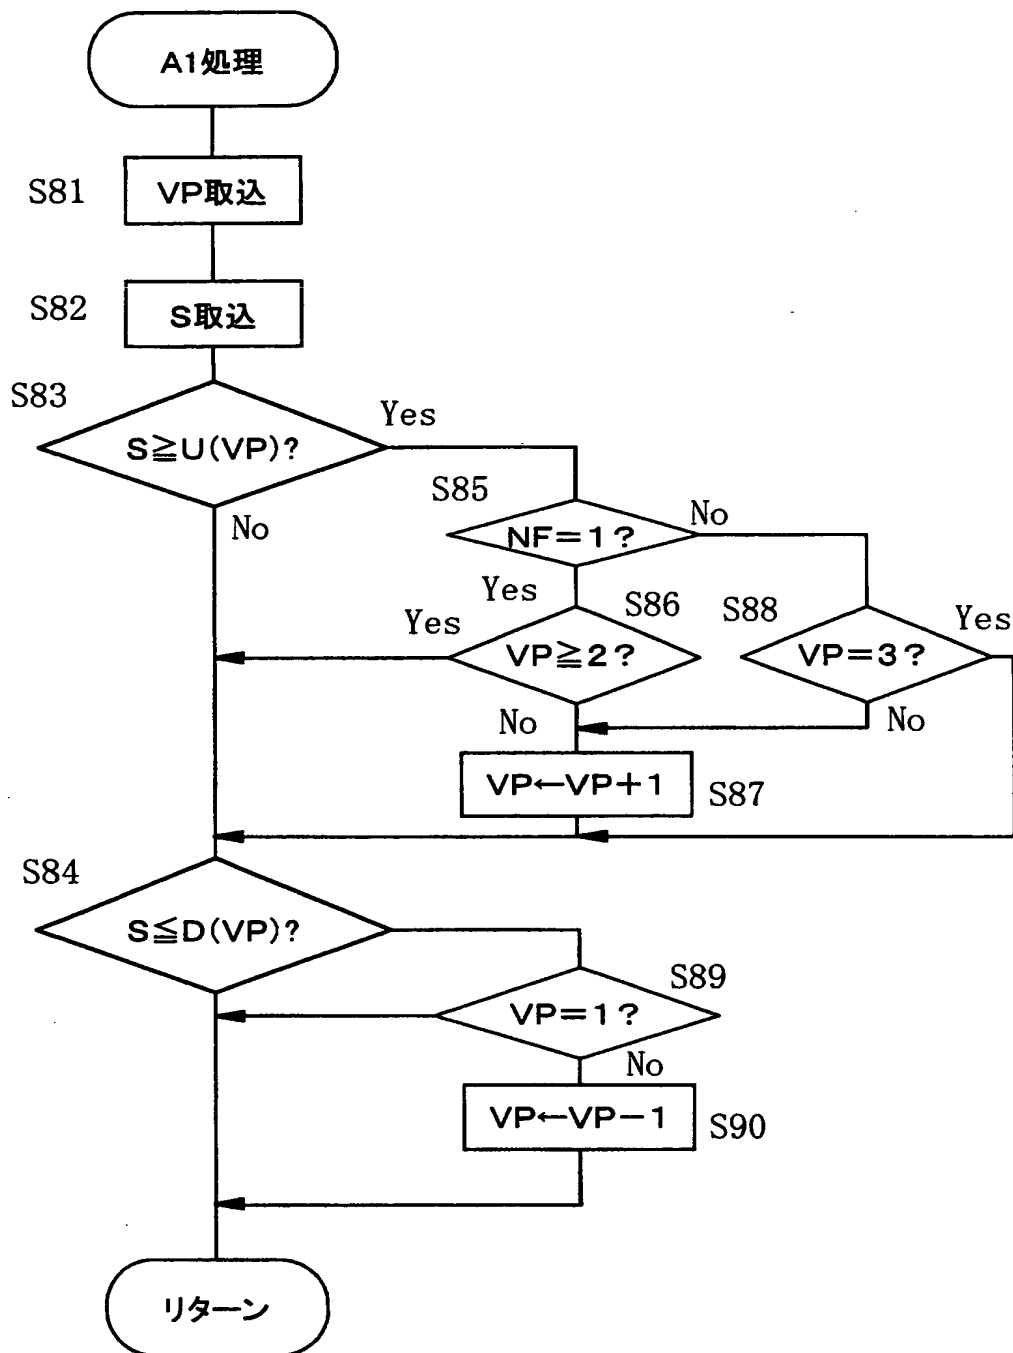 A1処理
S81
VP取込
S82
S取込
S83
S≧U(VP)?
Yes
No
S85
NF=1?
No
Yes
S86
VP≧2?
Yes
No
S88
VP=3?
Yes
No
VP←VP+1
S87
S84
S≦D(VP)?
S89
VP=1?
No
VP←VP-1
S90
リターン